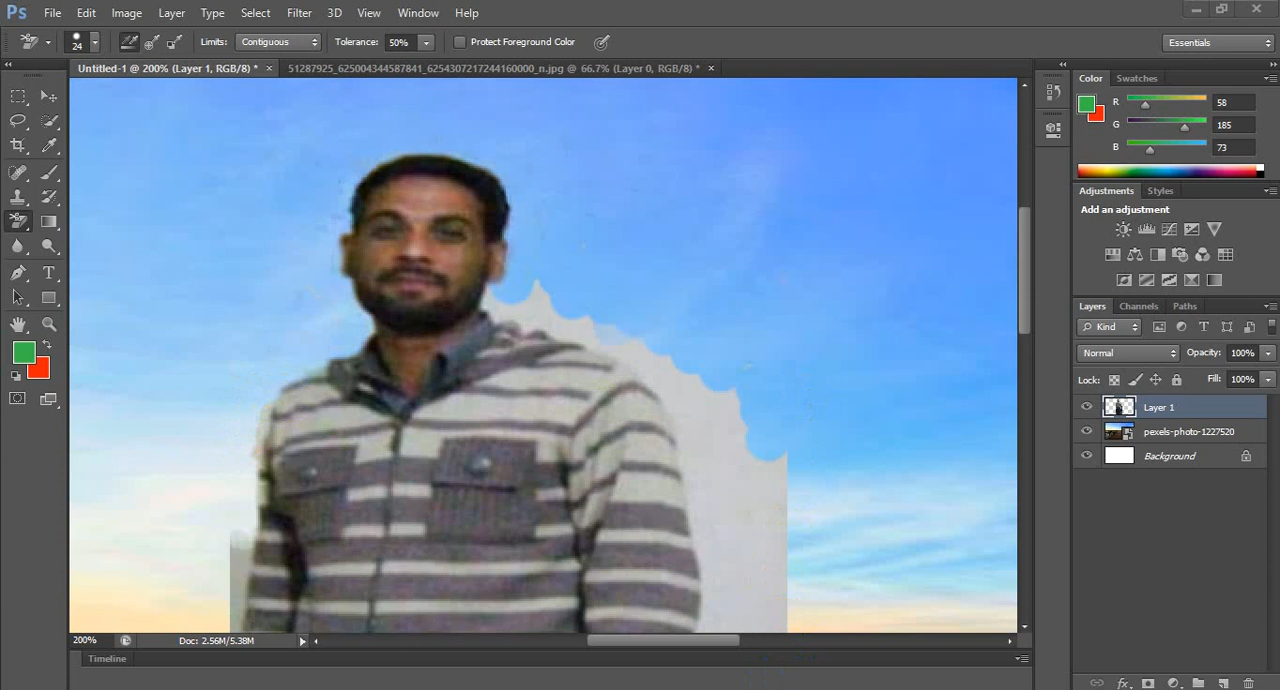 Ps File Edit Image Layer Type Select Filter 3D View Window Help
24 Limits: Contiguous Tolerance: 50% Protect Foreground Color Essentials
Untitled-1 @ 200% (Layer 1, RGB/8) * × 51287925_625004344587841_6254307217244160000_n.jpg @ 66.7% (Layer 0, RGB/8) * ×
Color Swatches
R 58
G 185
B 73
Adjustments Styles
Add an adjustment
Layers Channels Paths
Kind
Normal Opacity: 100%
Lock: Fill: 100%
Layer 1
pexels-photo-1227520
Background
200% Doc: 2.56M/5.38M
Timeline